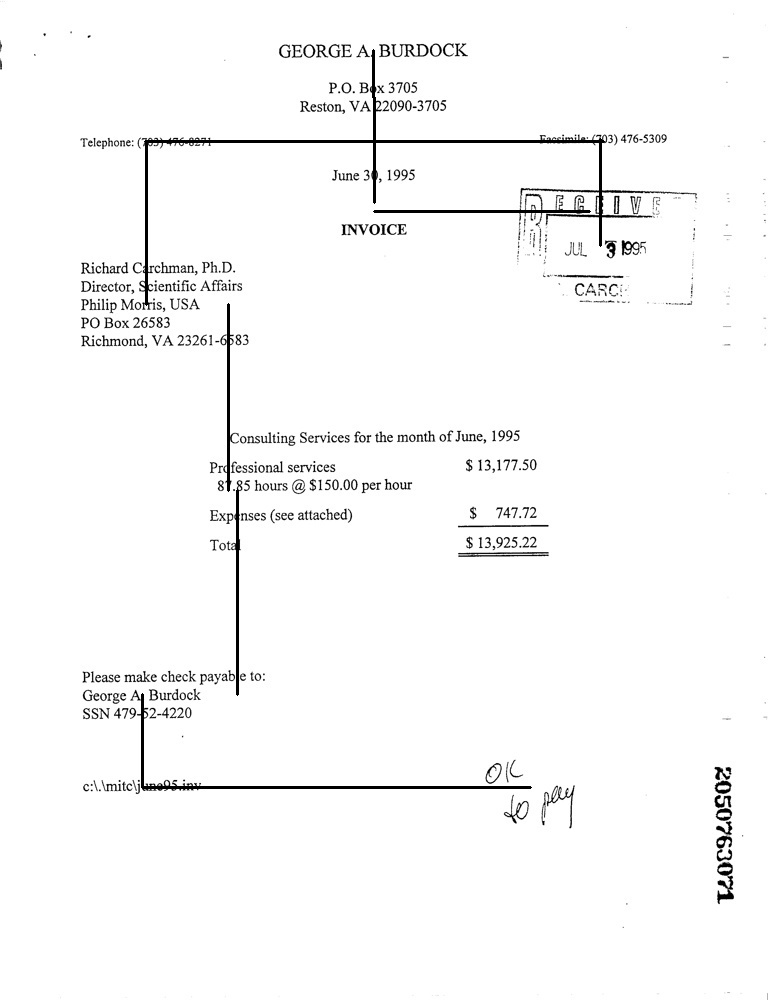 GEORGE A. BURDOCK
P.O. Box 3705
Reston, VA 22090-3705
Telephone: (703) 476-8271
Facsimile: (703) 476-5309
June 30, 1995
RECEIVED
JUL 3 1995
INVOICE
Richard Carchman, Ph.D.
Director, Scientific Affairs
Philip Morris, USA
PO Box 26583
Richmond, VA 23261-6583
Consulting Services for the month of June, 1995
Professional services $ 13,177.50
87.85 hours @ $150.00 per hour
Expenses (see attached) $ 747.72
Total $ 13,925.22
Please make check payable to:
George A. Burdock
SSN 479-52-4220
c:\.\mitc\june95.inv
OK
to pay
2050763071